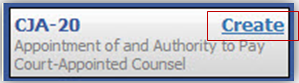 CJA-20 Create
Appointment of and Authority to Pay
Court-Appointed Counsel